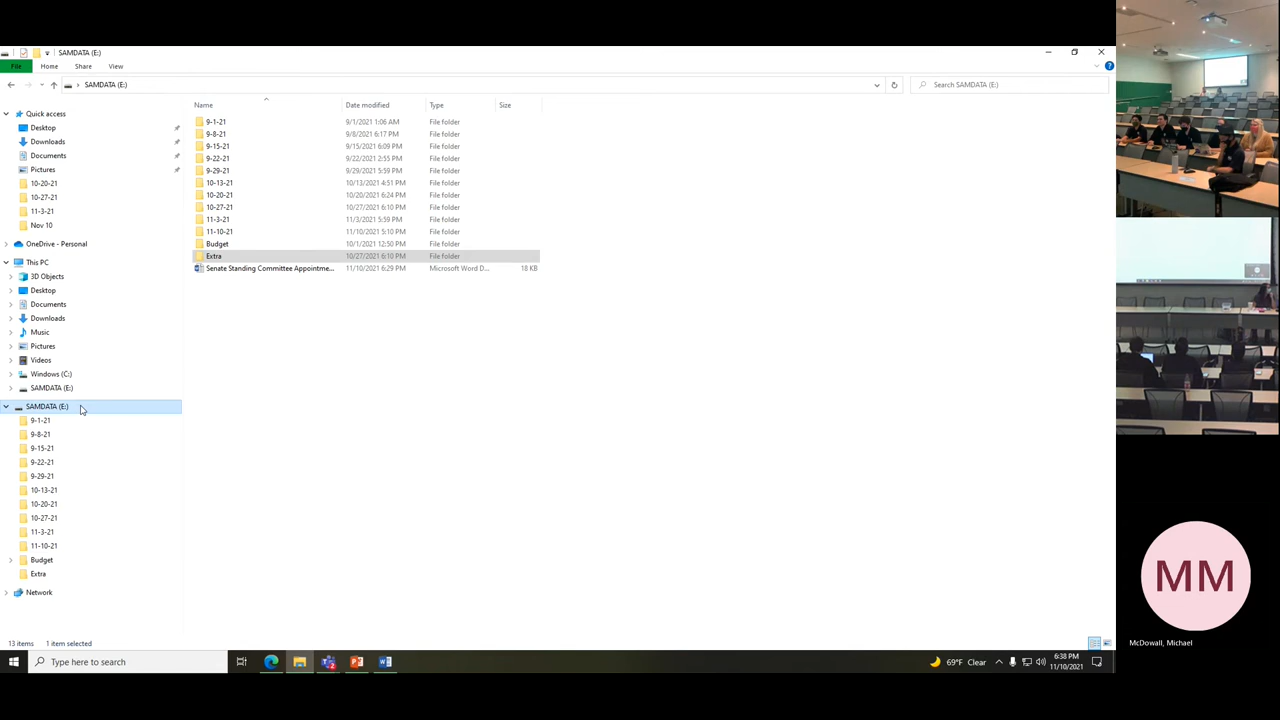 SAMDATA (E:)
File Home Share View
SAMDATA (E:) Search SAMDATA (E:)
Name Date modified Type Size
Quick access
Desktop
Downloads
Documents
Pictures
10-20-21
10-27-21
11-3-21
Nov 10
OneDrive - Personal
This PC
3D Objects
Desktop
Documents
Downloads
Music
Pictures
Videos
Windows (C:)
SAMDATA (E:)
SAMDATA (E:)
9-1-21
9-8-21
9-15-21
9-22-21
9-29-21
10-13-21
10-20-21
10-27-21
11-3-21
11-10-21
Budget
Extra
Network
9-1-21 9/1/2021 1:06 AM File folder
9-8-21 9/8/2021 6:17 PM File folder
9-15-21 9/15/2021 6:09 PM File folder
9-22-21 9/22/2021 2:55 PM File folder
9-29-21 9/29/2021 5:59 PM File folder
10-13-21 10/13/2021 4:51 PM File folder
10-20-21 10/20/2021 6:24 PM File folder
10-27-21 10/27/2021 6:10 PM File folder
11-3-21 11/3/2021 5:59 PM File folder
11-10-21 11/10/2021 5:10 PM File folder
Budget 10/1/2021 12:50 PM File folder
Extra 10/27/2021 6:10 PM File folder
Senate Standing Committee Appointme... 11/10/2021 6:29 PM Microsoft Word D... 18 KB
13 items 1 item selected
Type here to search
69°F Clear
6:38 PM
11/10/2021
MM
McDowall, Michael